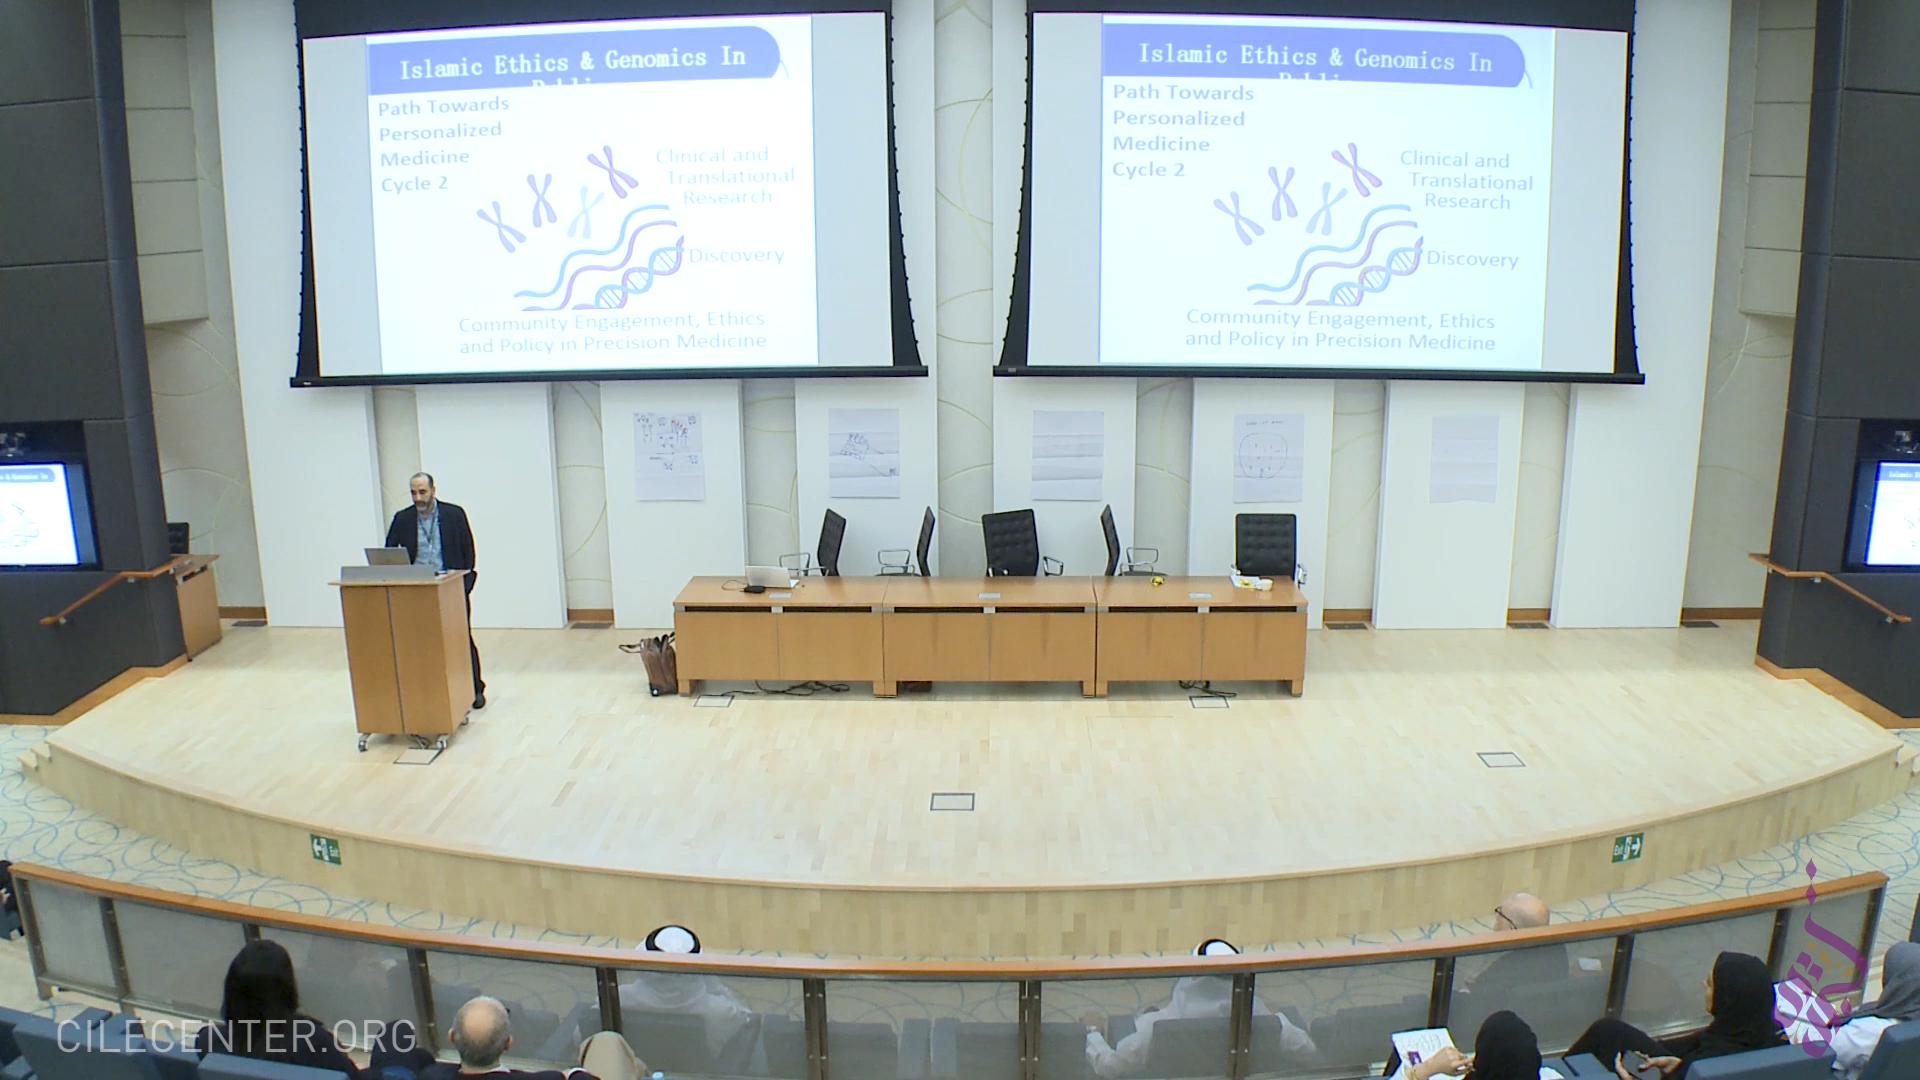 Islamic Ethics & Genomics In
Path Towards
Personalized
Medicine
Cycle 2
Clinical and
Translational
Research
Discovery
Community Engagement, Ethics
and Policy in Precision Medicine
Islamic Ethics & Genomics In
Path Towards
Personalized
Medicine
Cycle 2
Clinical and
Translational
Research
Discovery
Community Engagement, Ethics
and Policy in Precision Medicine
Exit
Exit
CILECENTER.ORG